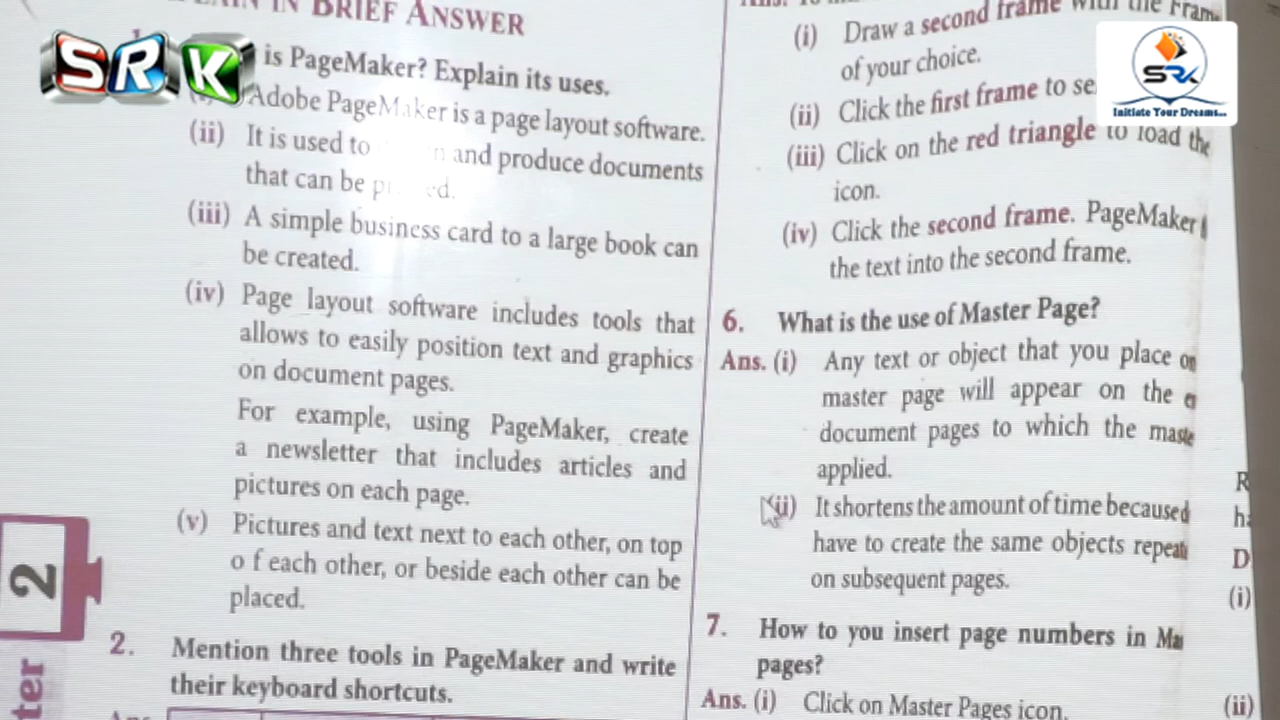 SRK
IN BRIEF ANSWER
is PageMaker? Explain its uses.
Adobe PageMaker is a page layout software.
(ii) It is used to and produce documents
that can be
(iii) A simple business card to a large book can
be created.
(iv) Page layout software includes tools that
allows to easily position text and graphics
on document pages.
For example, using PageMaker, create
a newsletter that includes articles and
pictures on each page.
(v) Pictures and text next to each other, on top
o f each other, or beside each other can be
placed.
2. Mention three tools in PageMaker and write
their keyboard shortcuts.
2
ter
(i) Draw a second frame with the Fram
of your choice.
(ii) Click the first frame to se
(iii) Click on the red triangle to load the
icon.
(iv) Click the second frame. PageMaker
the text into the second frame.
6. What is the use of Master Page?
Ans. (i) Any text or object that you place on
master page will appear on the
document pages to which the maste
applied.
(ii) It shortens the amount of time because
have to create the same objects repeat
on subsequent pages.
7. How to you insert page numbers in Ma
pages?
Ans. (i) Click on Master Pages icon.
SRK
Initiate Your Dreams...
R
D
(i)
(ii)